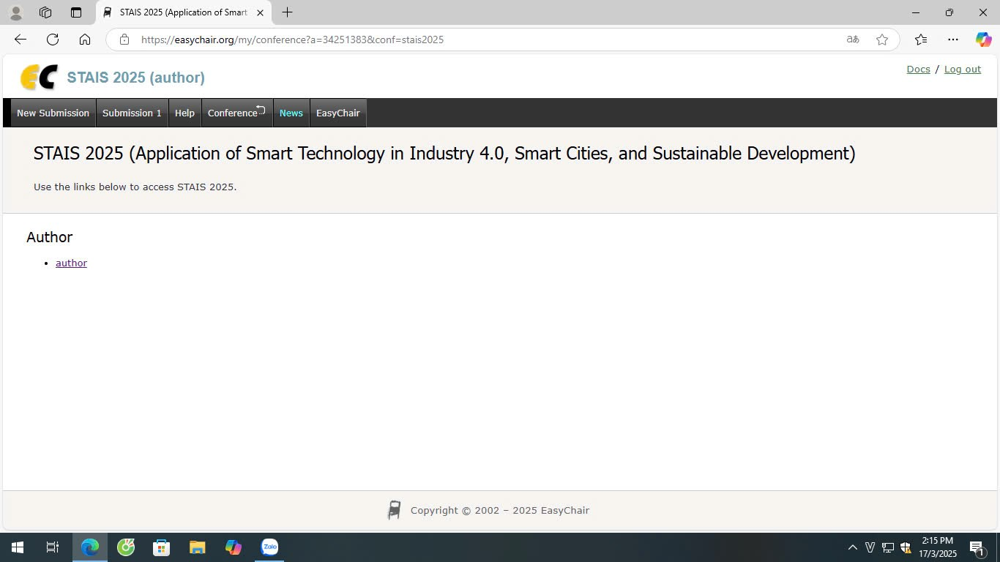 STAIS 2025 (Application of Smart
https://easychair.org/my/conference?a=34251383&conf=stais2025
aあ
EC STAIS 2025 (author)
Docs / Log out
New Submission Submission 1 Help Conference News EasyChair
STAIS 2025 (Application of Smart Technology in Industry 4.0, Smart Cities, and Sustainable Development)
Use the links below to access STAIS 2025.
Author
• author
Copyright © 2002 – 2025 EasyChair
Zalo
V
2:15 PM
17/3/2025
1